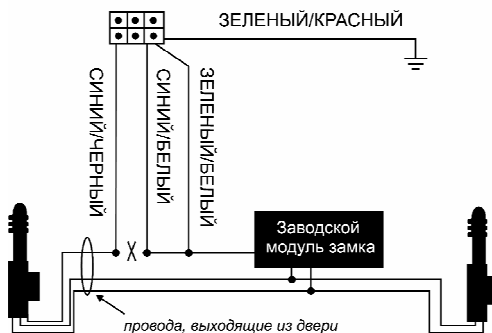 ЗЕЛЕНЫЙ/КРАСНЫЙ
СИНИЙ/ЧЕРНЫЙ
СИНИЙ/БЕЛЫЙ
ЗЕЛЕНЫЙ/БЕЛЫЙ
Заводской
модуль замка
провода, выходящие из двери